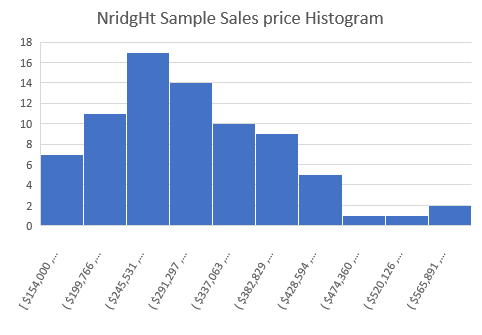 NridgHt Sample Sales price Histogram
18
16
14
12
10
8
6
4
2
0
[ $154,000 , ...
( $199,766 , ...
( $245,531 , ...
( $291,297 , ...
( $337,063 , ...
( $382,829 , ...
( $428,594 , ...
( $474,360 , ...
( $520,126 , ...
( $565,891 , ...